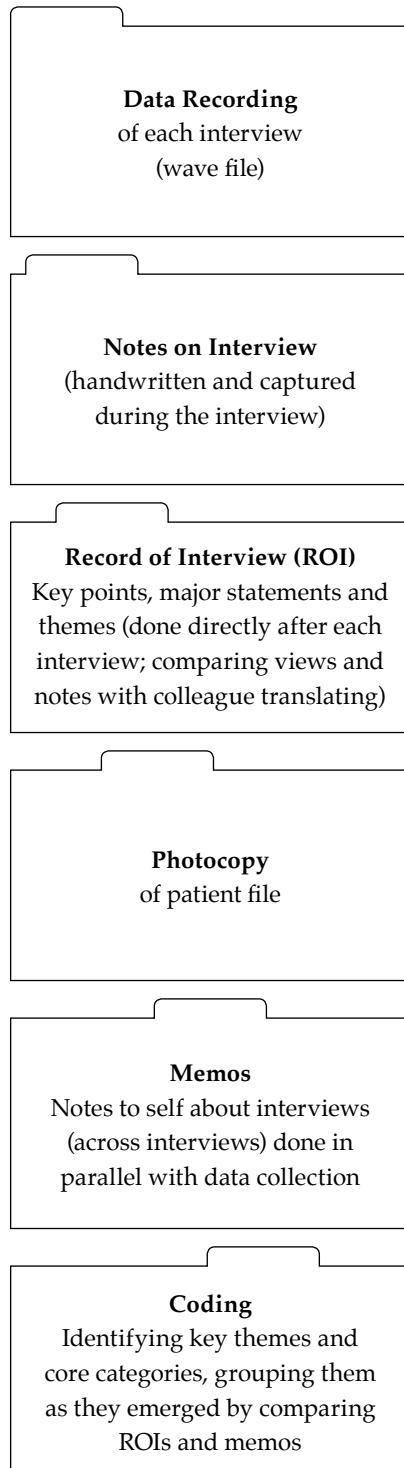 Data Recording
of each interview
(wave file)
Notes on Interview
(handwritten and captured
during the interview)
Record of Interview (ROI)
Key points, major statements and
themes (done directly after each
interview; comparing views and
notes with colleague translating)
Photocopy
of patient file
Memos
Notes to self about interviews
(across interviews) done in
parallel with data collection
Coding
Identifying key themes and
core categories, grouping them
as they emerged by comparing
ROIs and memos